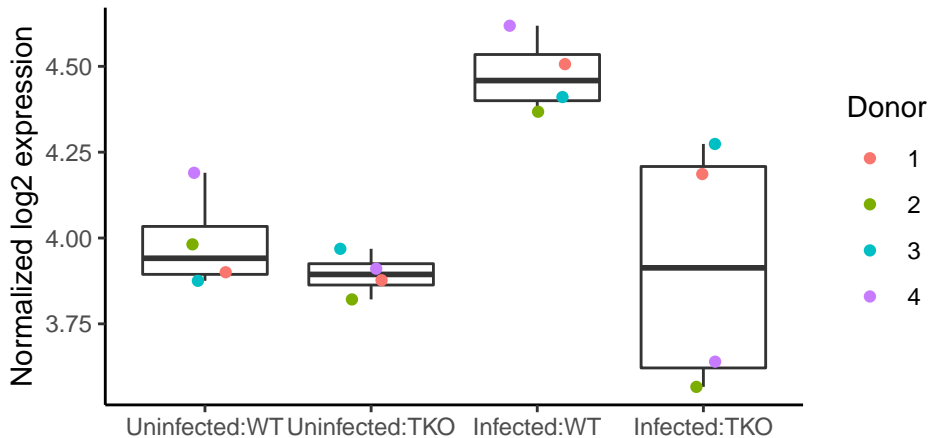 Normalized log2 expression
4.50
4.25
4.00
3.75
Uninfected:WT
Uninfected:TKO
Infected:WT
Infected:TKO
Donor
1
2
3
4